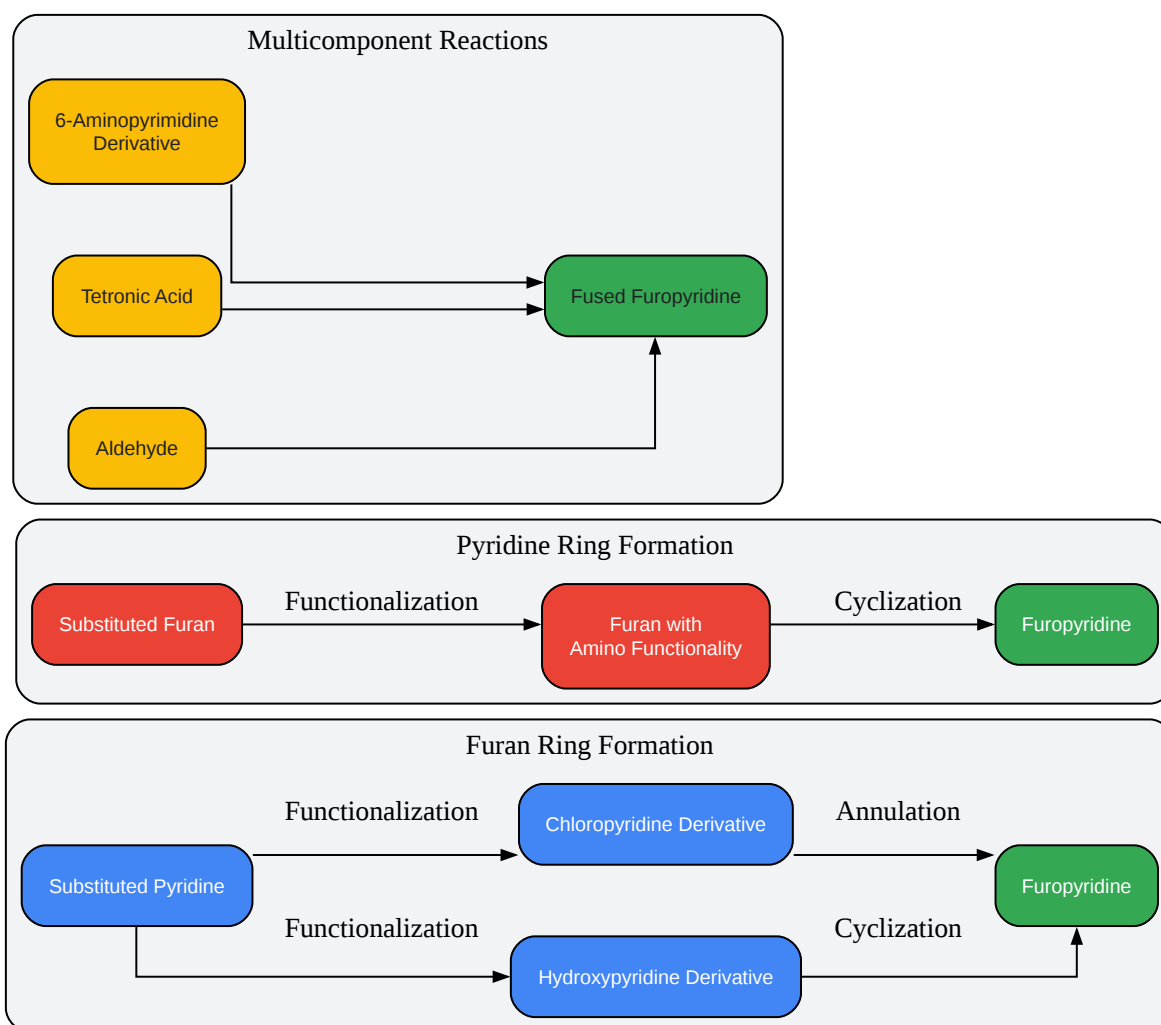 Multicomponent Reactions
6-Aminopyrimidine
Derivative
Tetronic Acid
Fused Furopyridine
Aldehyde
Pyridine Ring Formation
Substituted Furan
Functionalization
Furan with
Amino Functionality
Cyclization
Furopyridine
Furan Ring Formation
Functionalization
Chloropyridine Derivative
Annulation
Substituted Pyridine
Furopyridine
Functionalization
Hydroxypyridine Derivative
Cyclization